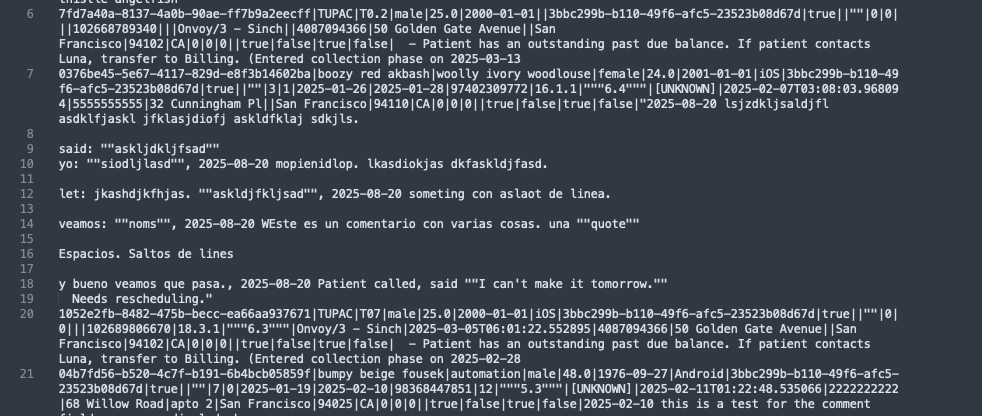 6
7fd7a40a-8137-4a0b-90ae-ff7b9a2eecff|TUPAC|T0.2|male|25.0|2000-01-01||3bbc299b-b110-49f6-afc5-23523b08d67d|true||""|0|0|
||102668789340|||Onvoy/3 - Sinch||4087094366|50 Golden Gate Avenue||San
Francisco|94102|CA|0|0|0||true|true|false|  - Patient has an outstanding past due balance. If patient contacts
Luna, transfer to Billing. (Entered collection phase on 2025-03-13
7
0376be45-5e67-4117-829d-e8f3b14602ba|boozy red akbash|woolly ivory woodlouse|female|24.0|2001-01-01|iOS|3bbc299b-b110-49
f6-afc5-23523b08d67d|true||""|3|1|2025-01-26|2025-01-28|97402309772|16.1.1|"""6.4"""|[UNKNOWN]|2025-02-07T03:08:03.96809
4|5555555555|32 Cunningham Pl||San Francisco|94110|CA|0|0|0||true|true|false|"2025-08-20 lsjzdkljsaldjfl
asdklfjaskl jfklasjdiofj askldfklaj sdkjls.
8
9
said: ""askljdkljfsad""
10
yo: ""siodljlasd"", 2025-08-20 mopienidlop. lkasdiokjas dkfaskldjfasd.
11
12
let: jkashdjkfhjas. ""askldjfkljsad"", 2025-08-20 someting con aslaot de linea.
13
14
veamos: ""noms"", 2025-08-20 WEste es un comentario con varias cosas. una ""quote""
15
16
Espacios. Saltos de lines
17
18
y bueno veamos que pasa., 2025-08-20 Patient called, said ""I can't make it tomorrow.""
19
Needs rescheduling."
20
1052e2fb-8482-475b-becc-ea66aa937671|TUPAC|T07|male|25.0|2000-01-01|iOS|3bbc299b-b110-49f6-afc5-23523b08d67d|true||""|0|
0|||102689806670|18.3.1|"""6.3"""|Onvoy/3 - Sinch|2025-03-05T06:01:22.552895|4087094366|50 Golden Gate Avenue||San
Francisco|94102|CA|0|0|0||true|true|false|  - Patient has an outstanding past due balance. If patient contacts
Luna, transfer to Billing. (Entered collection phase on 2025-02-28
21
04b7fd56-b520-4c7f-b191-6b4bcb05859f|bumpy beige fousek|automation|male|48.0|1976-09-27|Android|3bbc299b-b110-49f6-afc5-
23523b08d67d|true||""|7|0|2025-01-19|2025-02-10|98368447851|12|"""5.3"""|[UNKNOWN]|2025-02-11T01:22:48.535066|2222222222
|68 Willow Road|apto 2|San Francisco|94025|CA|0|0|0||true|true|false|2025-02-10 this is a test for the comment